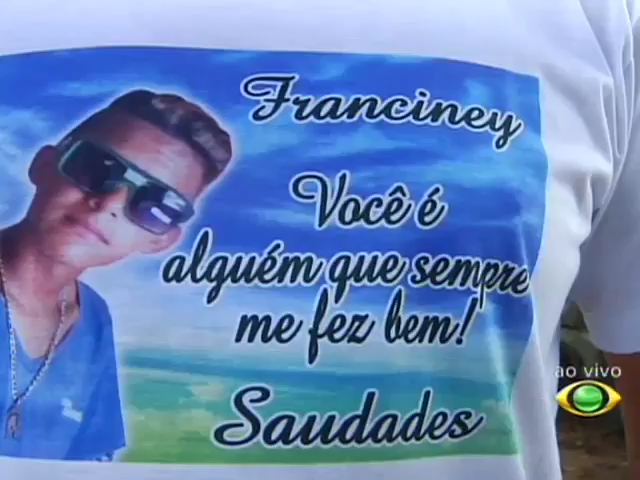 Franciney
Você é
alguém que sempre
me fez bem!
Saudades
ao vivo